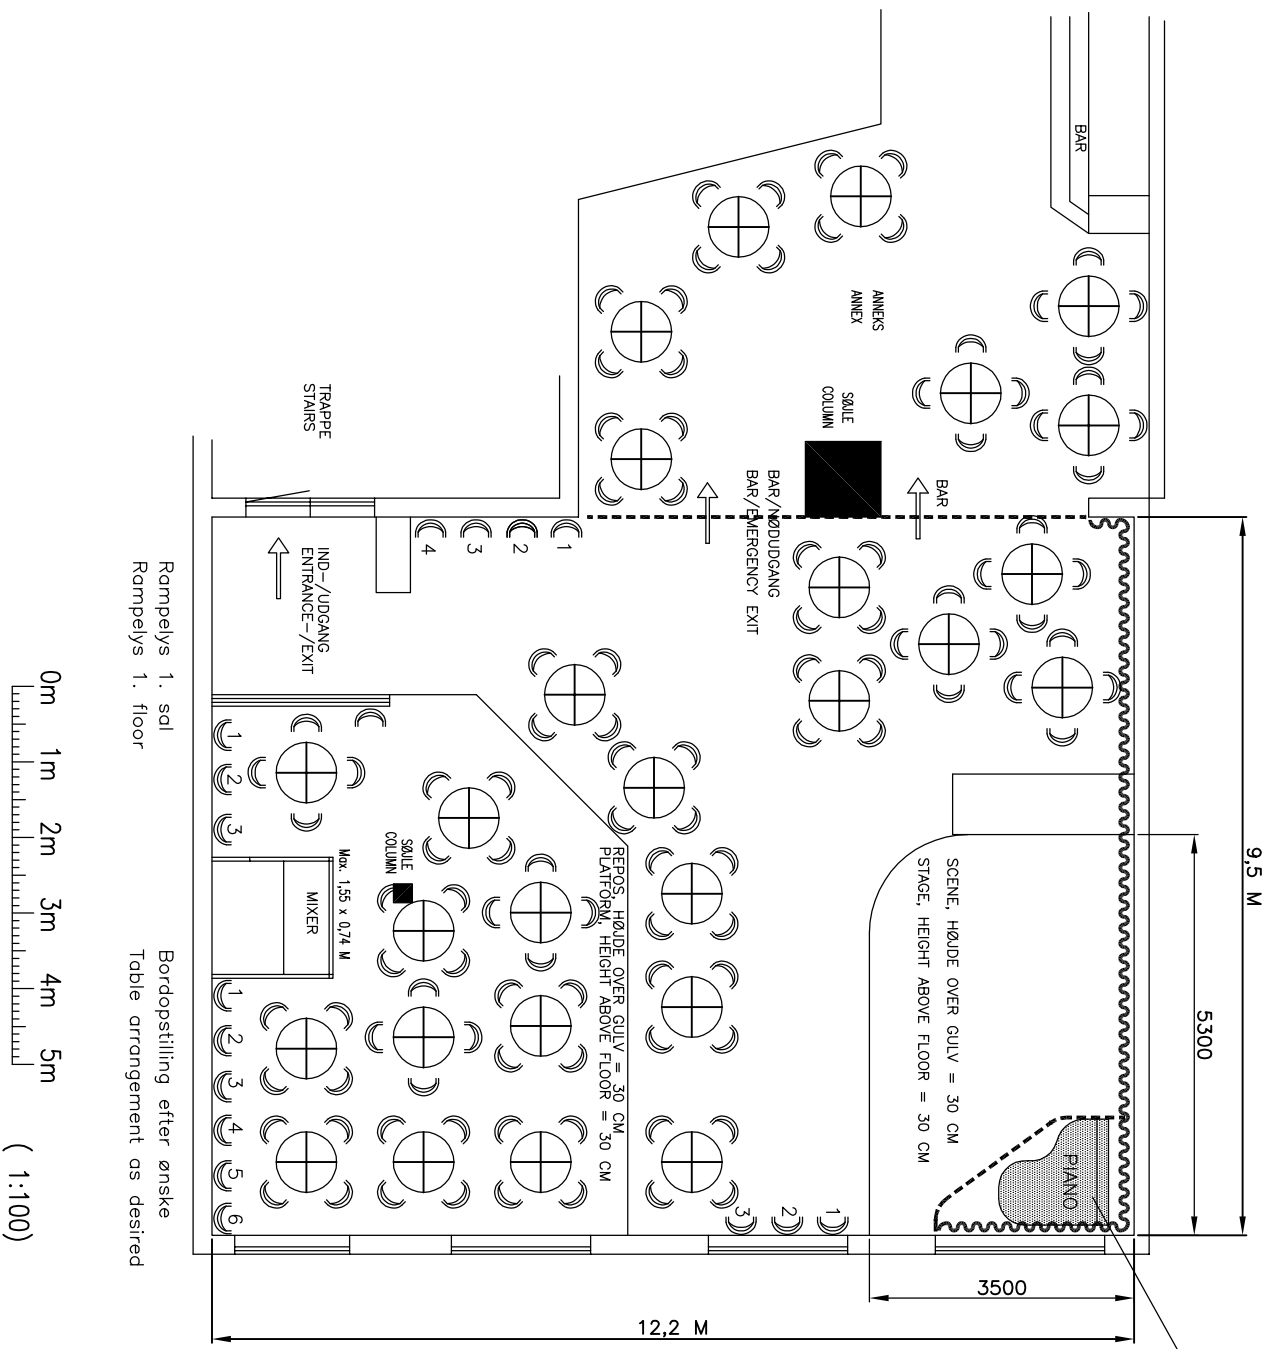 BAR
ANNEKS
ANNEX
SØJLE
COLUMN
TRAPPE
STAIRS
BAR
BAR/NØDUDGANG
BAR/EMERGENCY EXIT
1
2
3
4
IND-/UDGANG
ENTRANCE-/EXIT
9,5 M
5300
SCENE, HØJDE OVER GULV = 30 CM
STAGE, HEIGHT ABOVE FLOOR = 30 CM
PIANO
REPOS, HØJDE OVER GULV = 30 CM
PLATFORM, HEIGHT ABOVE FLOOR = 30 CM
SØJLE
COLUMN
Max. 1,55 x 0,74 M
MIXER
1
2
3
1
2
3
4
5
6
1
2
3
3500
12,2 M
Rampelys 1. sal
Rampelys 1. floor
Bordopstilling efter ønske
Table arrangement as desired
0m 1m 2m 3m 4m 5m
( 1:100)